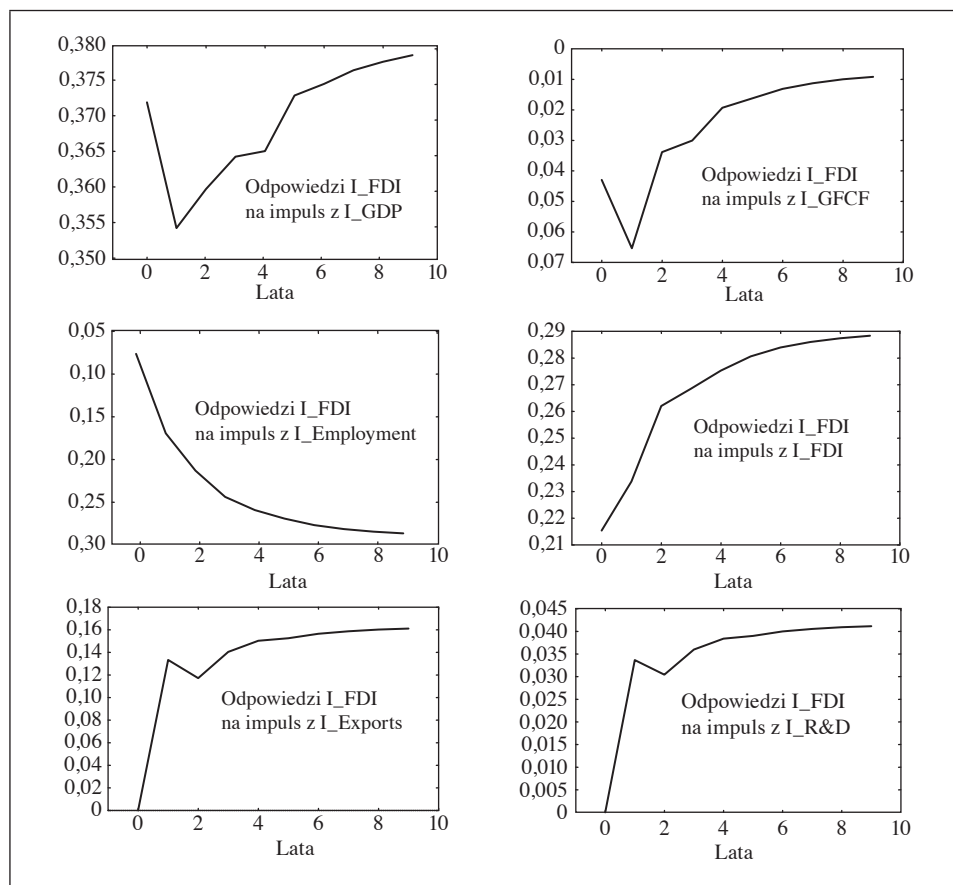 0,380
0,375
0,370
0,365
0,360
0,355
0,350
0 2 4 6 8 10
Lata
Odpowiedzi I_FDI
na impuls z I_GDP
0
0,01
0,02
0,03
0,04
0,05
0,06
0,07
0 2 4 6 8 10
Lata
Odpowiedzi I_FDI
na impuls z I_GFCF
0,05
0,15
0,20
0,25
0,30
0 2 4 6 8 10
Lata
Odpowiedzi I_FDI
na impuls z I_Employment
0,29
0,28
0,27
0,26
0,25
0,24
0,23
0,22
0,21
0 2 4 6 8 10
Lata
Odpowiedzi I_FDI
na impuls z I_FDI
0,18
0,16
0,14
0,12
0,10
0,08
0,06
0,04
0,02
0
0 2 4 6 8 10
Lata
Odpowiedzi I_FDI
na impuls z I_Exports
0,045
0,040
0,035
0,030
0,025
0,020
0,015
0,010
0,005
0
0 2 4 6 8 10
Lata
Odpowiedzi I_FDI
na impuls z I_R&D